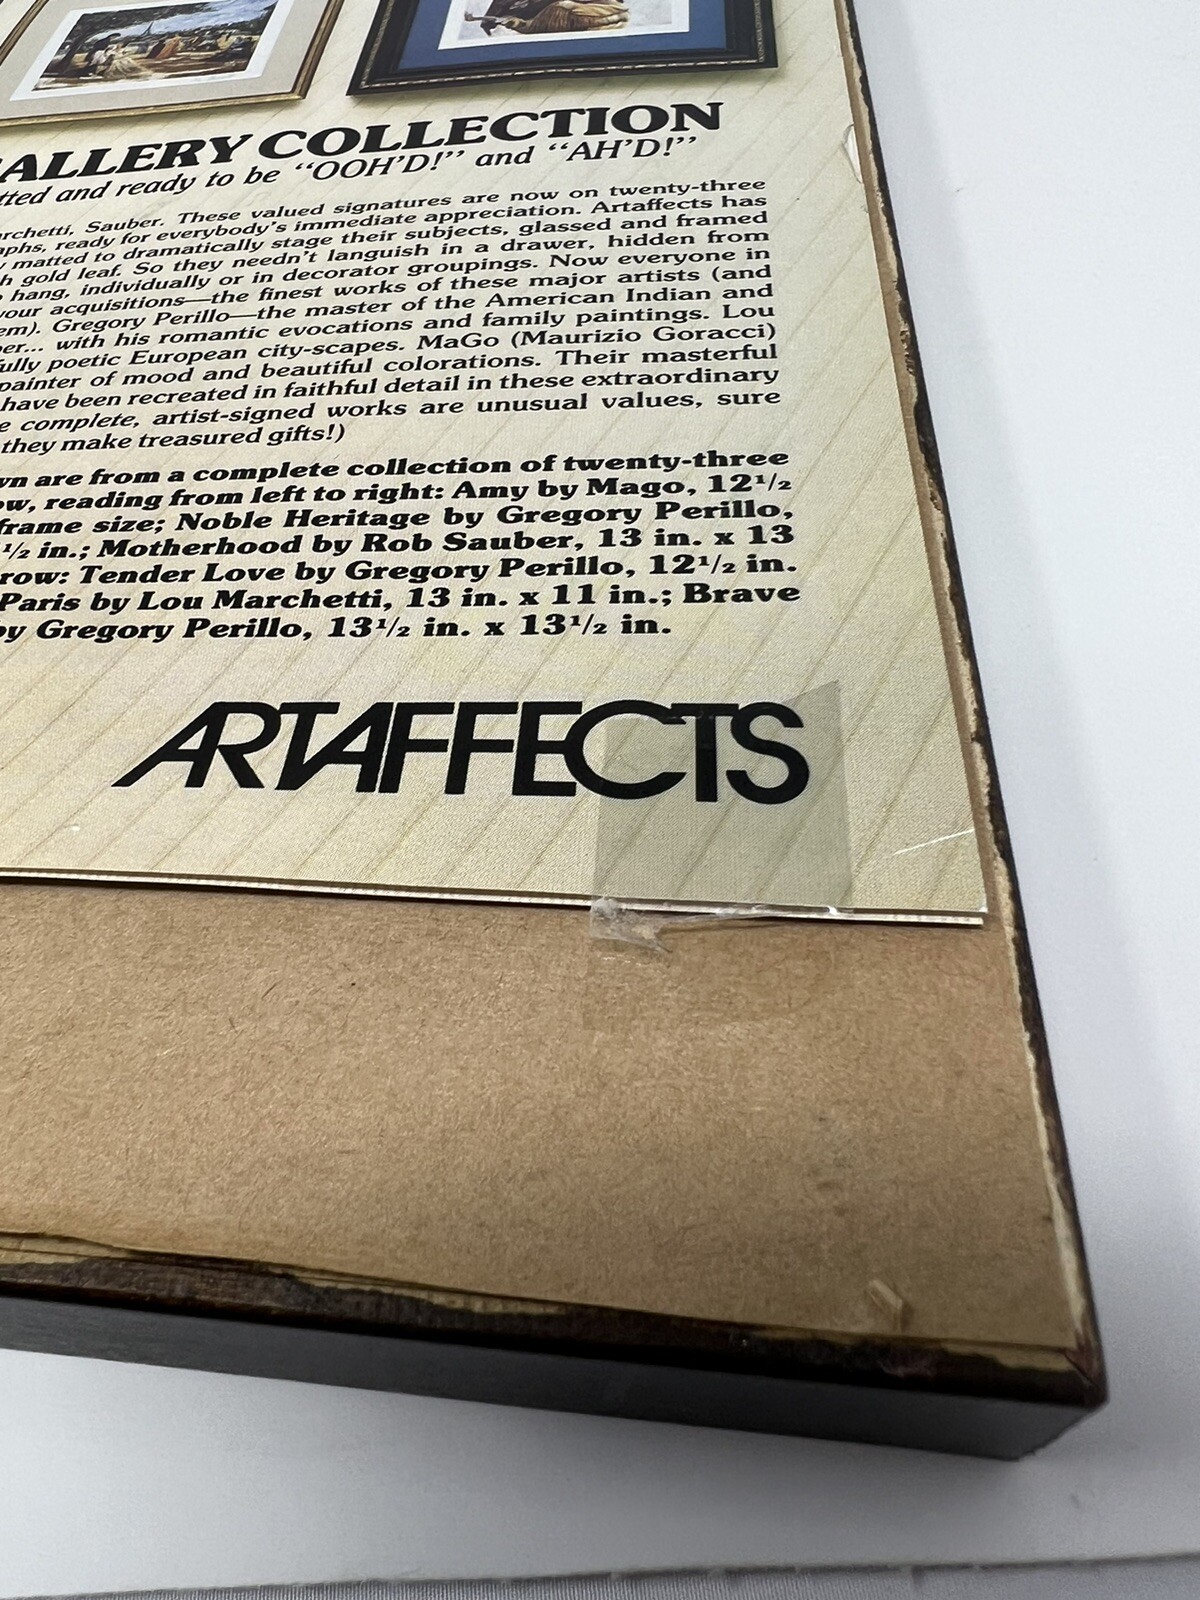 ALLERY COLLECTION
tted and ready to be “OOH’D!” and “AH’D!”
rchetti, Sauber. These valued signatures are now on twenty-three
phs, ready for everybody’s immediate appreciation. Artaffects has
matted to dramatically stage their subjects, glassed and framed
h gold leaf. So they needn’t languish in a drawer, hidden from
hang, individually or in decorator groupings. Now everyone in
your acquisitions—the finest works of these major artists (and
em). Gregory Perillo—the master of the American Indian and
er... with his romantic evocations and family paintings. Lou
fully poetic European city-scapes. MaGo (Maurizio Goracci)
painter of mood and beautiful colorations. Their masterful
have been recreated in faithful detail in these extraordinary
e complete, artist-signed works are unusual values, sure
they make treasured gifts!)
wn are from a complete collection of twenty-three
ow, reading from left to right: Amy by Mago, 12½
frame size; Noble Heritage by Gregory Perillo,
½ in.; Motherhood by Rob Sauber, 13 in. x 13
row: Tender Love by Gregory Perillo, 12½ in.
Paris by Lou Marchetti, 13 in. x 11 in.; Brave
by Gregory Perillo, 13½ in. x 13½ in.
ARTAFFECTS